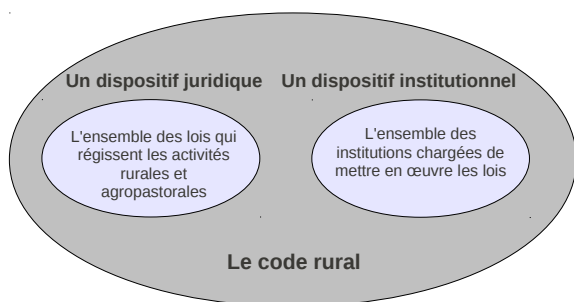 Un dispositif juridique
Un dispositif institutionnel
L'ensemble des lois qui
régissent les activités
rurales et
agropastorales
L'ensemble des
institutions chargées de
mettre en œuvre les lois
Le code rural